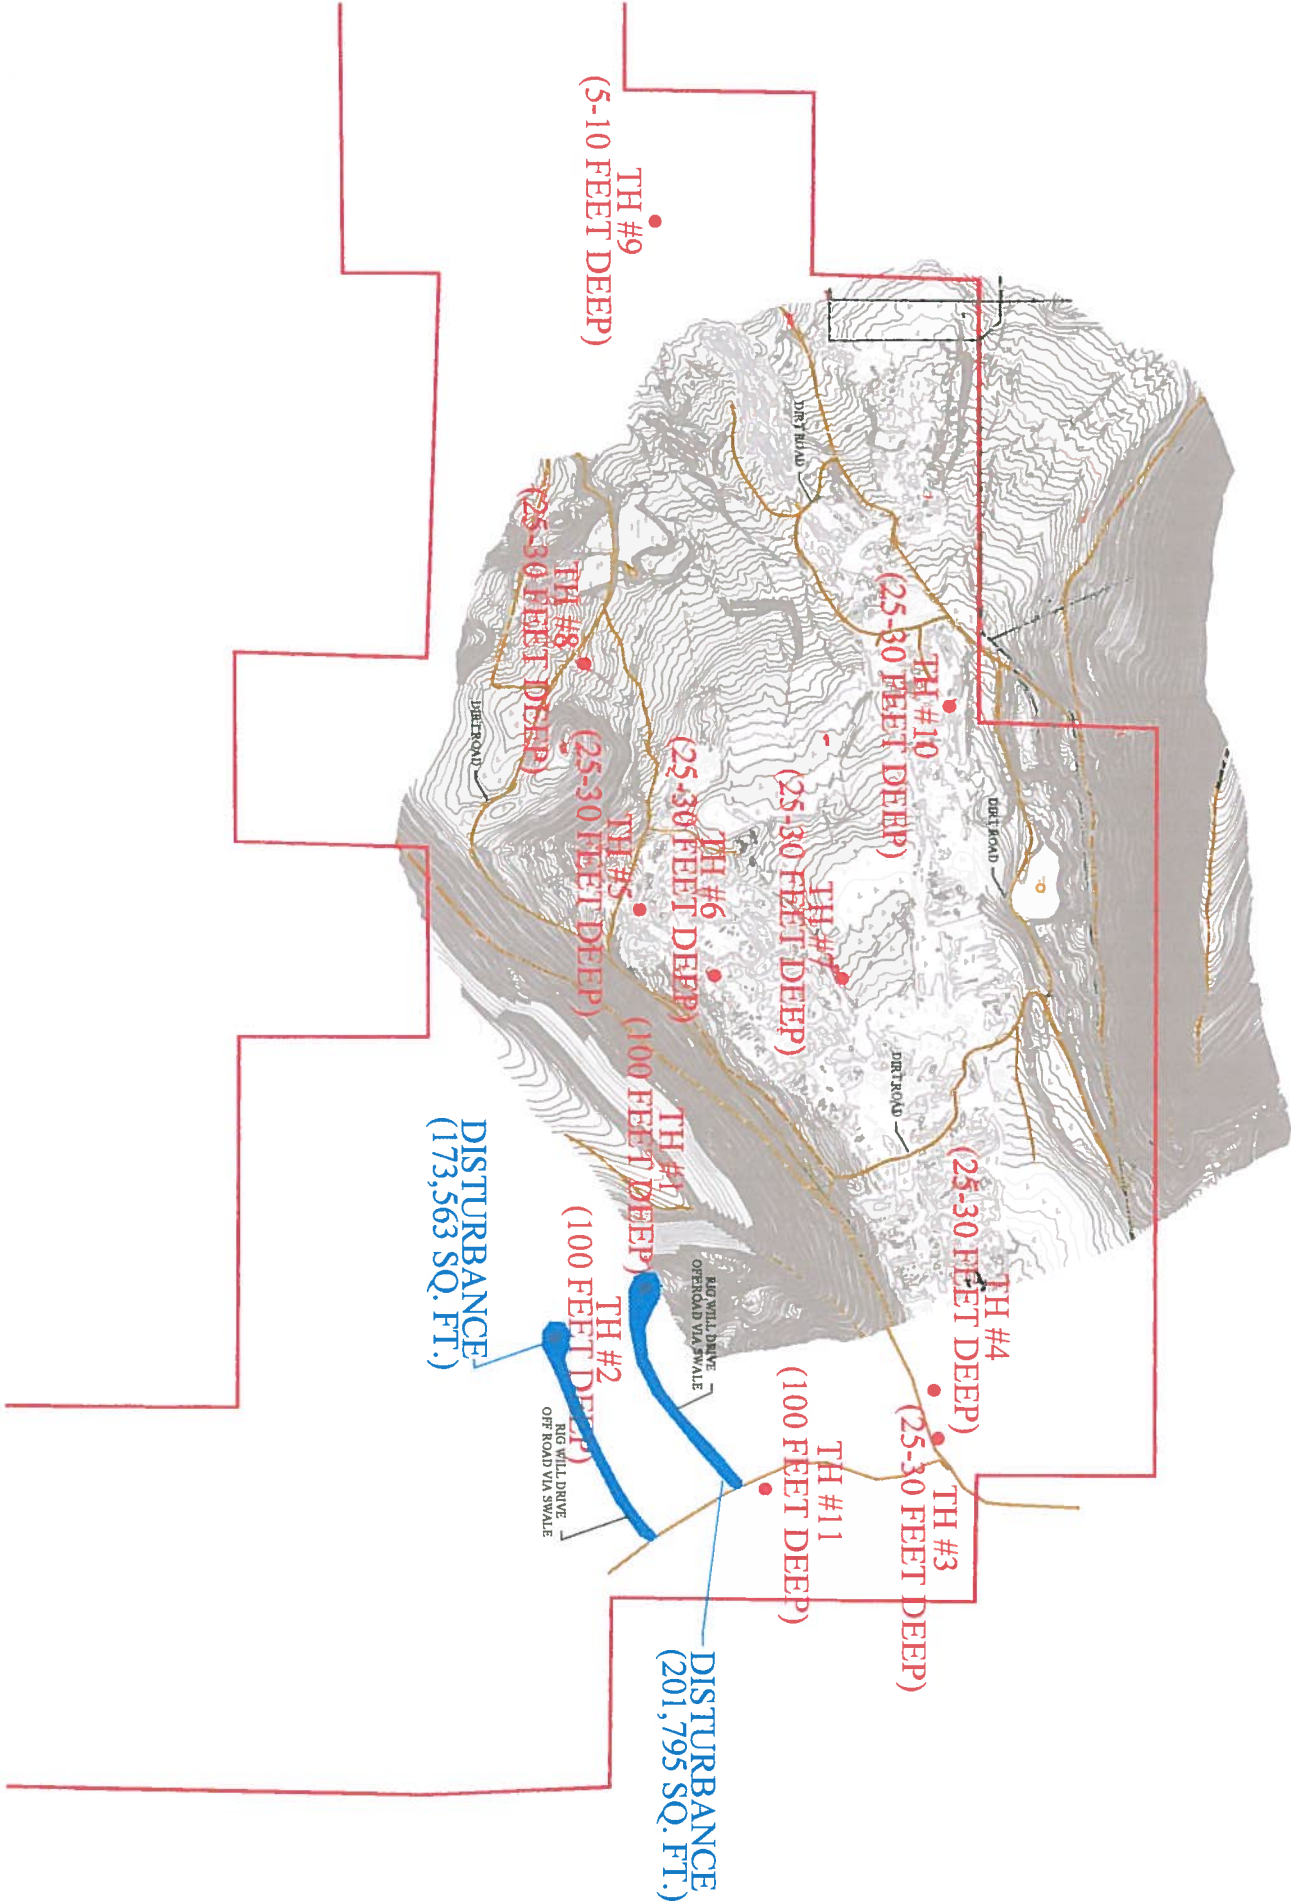 TH #9
(5-10 FEET DEEP)
DIRT ROAD
TH #10
(25-30 FEET DEEP)
TH #8
(25-30 FEET DEEP)
DIRT ROAD
DIRT ROAD
TH #7
(25-30 FEET DEEP)
TH #6
(25-30 FEET DEEP)
TH #5
(25-30 FEET DEEP)
DIRT ROAD
TH #4
(25-30 FEET DEEP)
TH #3
(25-30 FEET DEEP)
TH #1
(100 FEET DEEP)
TH #2
(100 FEET DEEP)
TH #11
(100 FEET DEEP)
RIG WILL DRIVE
OFF ROAD VIA SWALE
RIG WILL DRIVE
OFF ROAD VIA SWALE
DISTURBANCE
(173,563 SQ. FT.)
DISTURBANCE
(201,795 SQ. FT.)